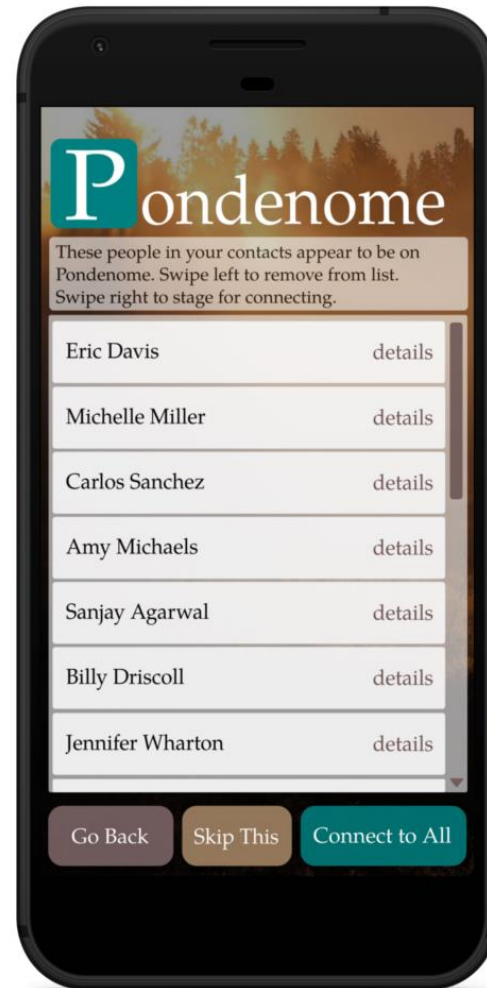 Pondenome
These people in your contacts appear to be on
Pondenome. Swipe left to remove from list.
Swipe right to stage for connecting.
Eric Davis details
Michelle Miller details
Carlos Sanchez details
Amy Michaels details
Sanjay Agarwal details
Billy Driscoll details
Jennifer Wharton details
Go Back Skip This Connect to All